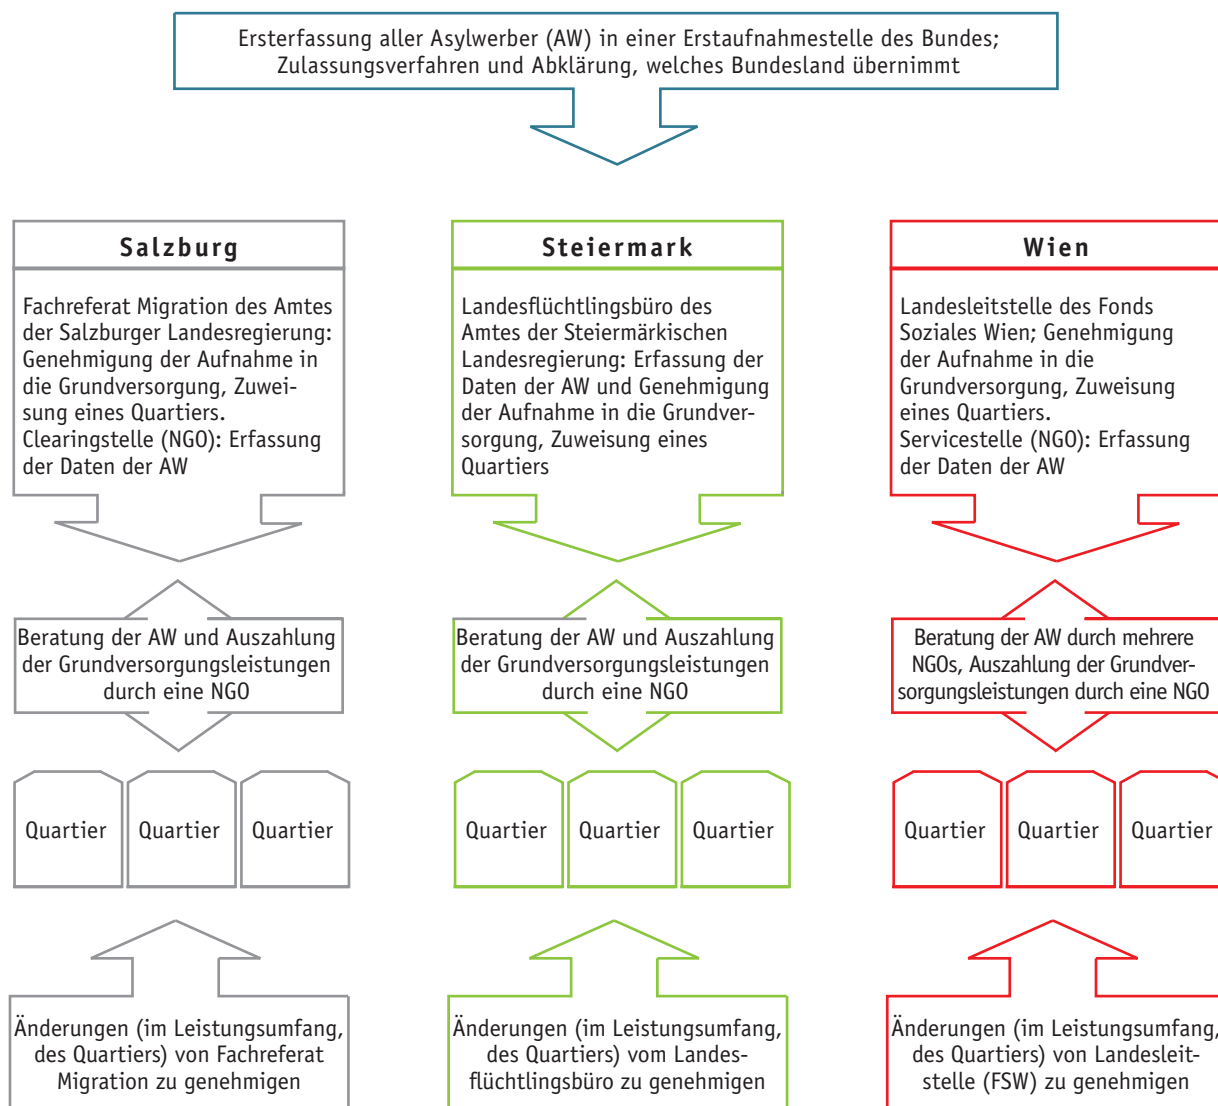 Ersterfassung aller Asylwerber (AW) in einer Erstaufnahmestelle des Bundes;
Zulassungsverfahren und Abklärung, welches Bundesland übernimmt
Salzburg
Fachreferat Migration des Amtes
der Salzburger Landesregierung:
Genehmigung der Aufnahme in
die Grundversorgung, Zuwei-
sung eines Quartiers.
Clearingstelle (NGO): Erfassung
der Daten der AW
Steiermark
Landesflüchtlingsbüro des
Amtes der Steiermärkischen
Landesregierung: Erfassung der
Daten der AW und Genehmigung
der Aufnahme in die Grundver-
sorgung, Zuweisung eines
Quartiers
Wien
Landesleitstelle des Fonds
Soziales Wien; Genehmigung
der Aufnahme in die
Grundversorgung, Zuweisung
eines Quartiers.
Servicestelle (NGO): Erfassung
der Daten der AW
Beratung der AW und Auszahlung
der Grundversorgungsleistungen
durch eine NGO
Beratung der AW und Auszahlung
der Grundversorgungsleistungen
durch eine NGO
Beratung der AW durch mehrere
NGOs, Auszahlung der Grundver-
sorgungsleistungen durch eine NGO
Quartier
Quartier
Quartier
Quartier
Quartier
Quartier
Quartier
Quartier
Quartier
Änderungen (im Leistungsumfang,
des Quartiers) von Fachreferat
Migration zu genehmigen
Änderungen (im Leistungsumfang,
des Quartiers) vom Landes-
flüchtlingsbüro zu genehmigen
Änderungen (im Leistungsumfang,
des Quartiers) von Landesleit-
stelle (FSW) zu genehmigen